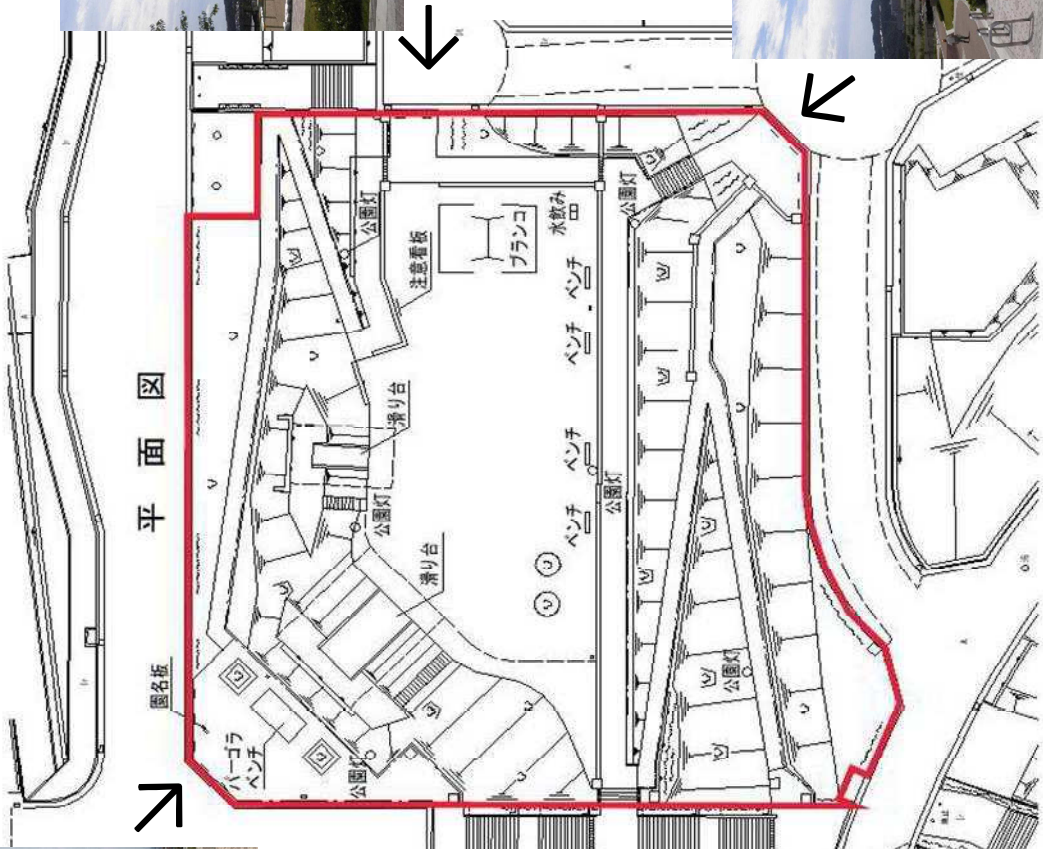 平面図
園名板
パーゴラ
ベンチ
公園灯
公園灯
滑り台
滑り台
公園灯
注意看板
ブランコ
水飲み
ベンチ
ベンチ
ベンチ
ベンチ
公園灯
公園灯
公園灯